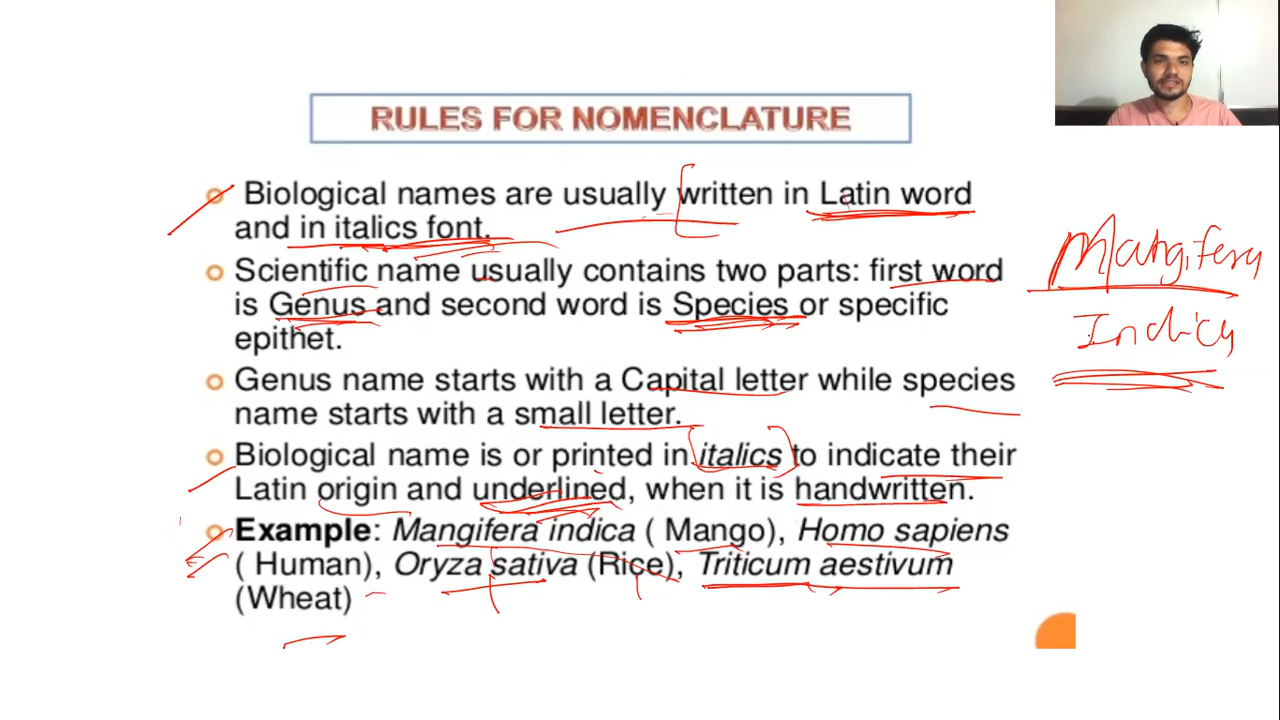 RULES FOR NOMENCLATURE
Biological names are usually written in Latin word
and in italics font.
Scientific name usually contains two parts: first word
is Genus and second word is Species or specific
epithet.
Genus name starts with a Capital letter while species
name starts with a small letter.
Biological name is or printed in italics to indicate their
Latin origin and underlined, when it is handwritten.
Example: Mangifera indica ( Mango), Homo sapiens
( Human), Oryza sativa (Rice), Triticum aestivum
(Wheat)
Mangifera
Indica